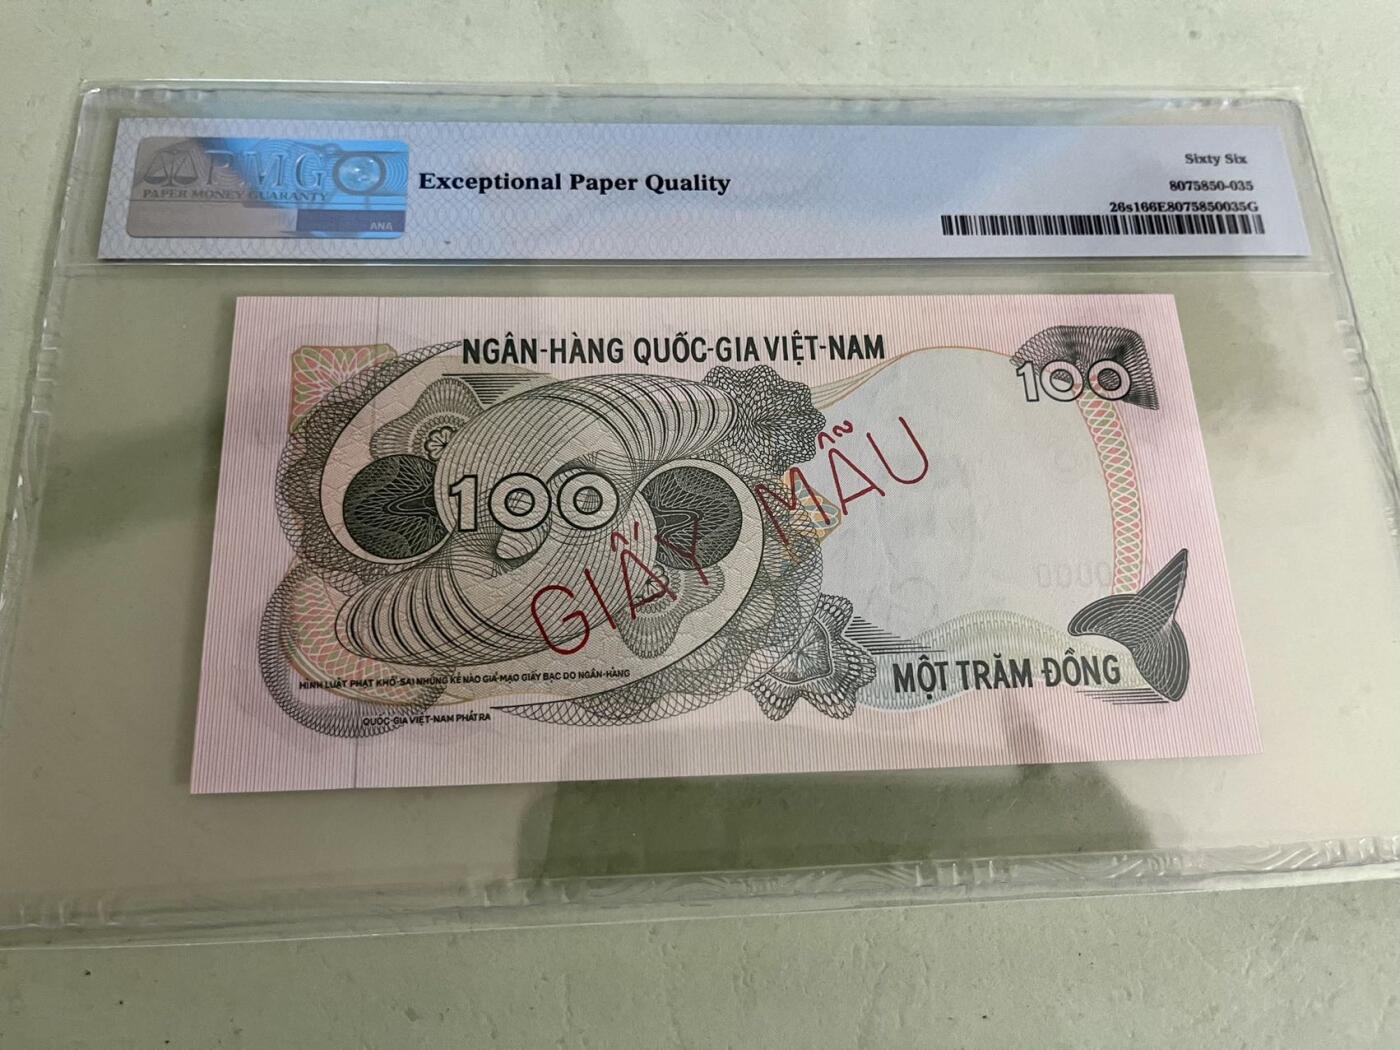 PMG
PAPER MONEY GUARANTY
ANA
Exceptional Paper Quality
Sixty Six
8075850-035
26s166E8075850035G
NGÂN-HÀNG QUỐC-GIA VIỆT-NAM
100
100
GIẤY MẪU
MỘT TRĂM ĐỒNG
HÌNH LUẬT PHẠT KHỔ-SAI NHỮNG KẺ NÀO GIẢ-MẠO GIẤY BẠC DO NGÂN-HÀNG
QUỐC-GIA VIỆT-NAM PHÁT RA